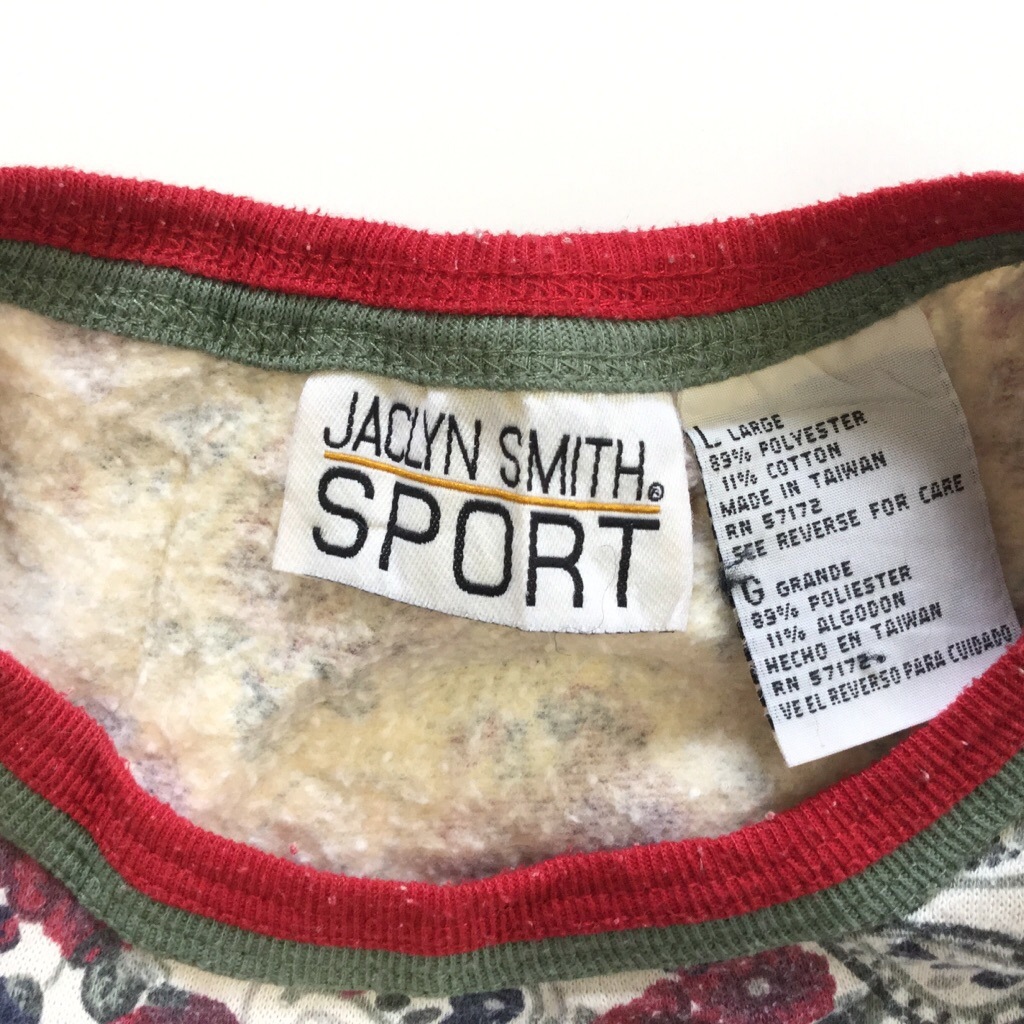 JACLYN SMITH®
SPORT
L LARGE
89% POLYESTER
11% COTTON
MADE IN TAIWAN
RN 57172
SEE REVERSE FOR CARE
G GRANDE
89% POLIESTER
11% ALGODON
HECHO EN TAIWAN
RN 57172
VE EL REVERSO PARA CUIDADO